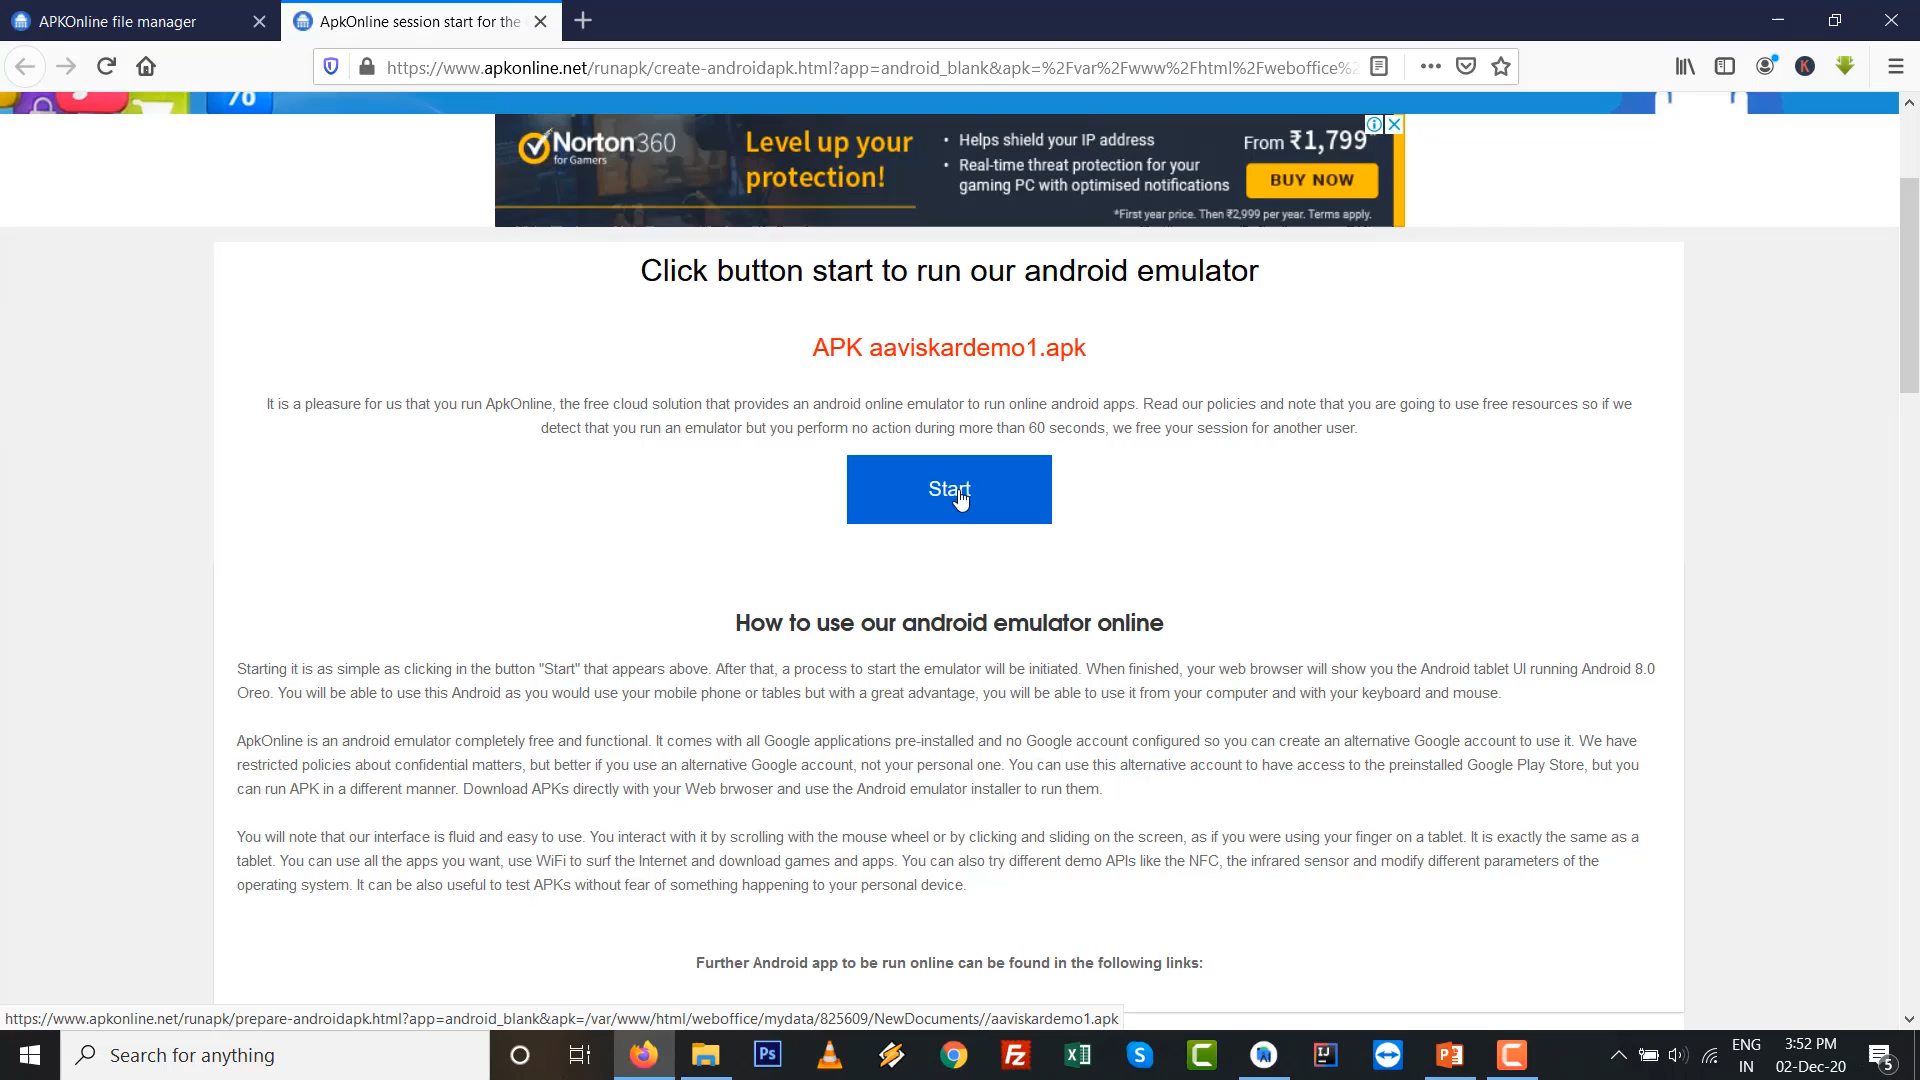 APKOnline file manager
ApkOnline session start for the
https://www.apkonline.net/runapk/create-androidapk.html?app=android_blank&apk=%2Fvar%2Fwww%2Fhtml%2Fweboffice%
%
Norton360
for Gamers
Level up your
protection!
• Helps shield your IP address
• Real-time threat protection for your
gaming PC with optimised notifications
From ₹1,799*
BUY NOW
*First year price. Then ₹2,999 per year. Terms apply.
Click button start to run our android emulator
APK aaviskardemo1.apk
It is a pleasure for us that you run ApkOnline, the free cloud solution that provides an android online emulator to run online android apps. Read our policies and note that you are going to use free resources so if we
detect that you run an emulator but you perform no action during more than 60 seconds, we free your session for another user.
Start
How to use our android emulator online
Starting it is as simple as clicking in the button "Start" that appears above. After that, a process to start the emulator will be initiated. When finished, your web browser will show you the Android tablet UI running Android 8.0
Oreo. You will be able to use this Android as you would use your mobile phone or tables but with a great advantage, you will be able to use it from your computer and with your keyboard and mouse.
ApkOnline is an android emulator completely free and functional. It comes with all Google applications pre-installed and no Google account configured so you can create an alternative Google account to use it. We have
restricted policies about confidential matters, but better if you use an alternative Google account, not your personal one. You can use this alternative account to have access to the preinstalled Google Play Store, but you
can run APK in a different manner. Download APKs directly with your Web brwoser and use the Android emulator installer to run them.
You will note that our interface is fluid and easy to use. You interact with it by scrolling with the mouse wheel or by clicking and sliding on the screen, as if you were using your finger on a tablet. It is exactly the same as a
tablet. You can use all the apps you want, use WiFi to surf the Internet and download games and apps. You can also try different demo APIs like the NFC, the infrared sensor and modify different parameters of the
operating system. It can be also useful to test APKs without fear of something happening to your personal device.
Further Android app to be run online can be found in the following links:
https://www.apkonline.net/runapk/prepare-androidapk.html?app=android_blank&apk=/var/www/html/weboffice/mydata/825609/NewDocuments//aaviskardemo1.apk
Search for anything
ENG
IN
3:52 PM
02-Dec-20
5